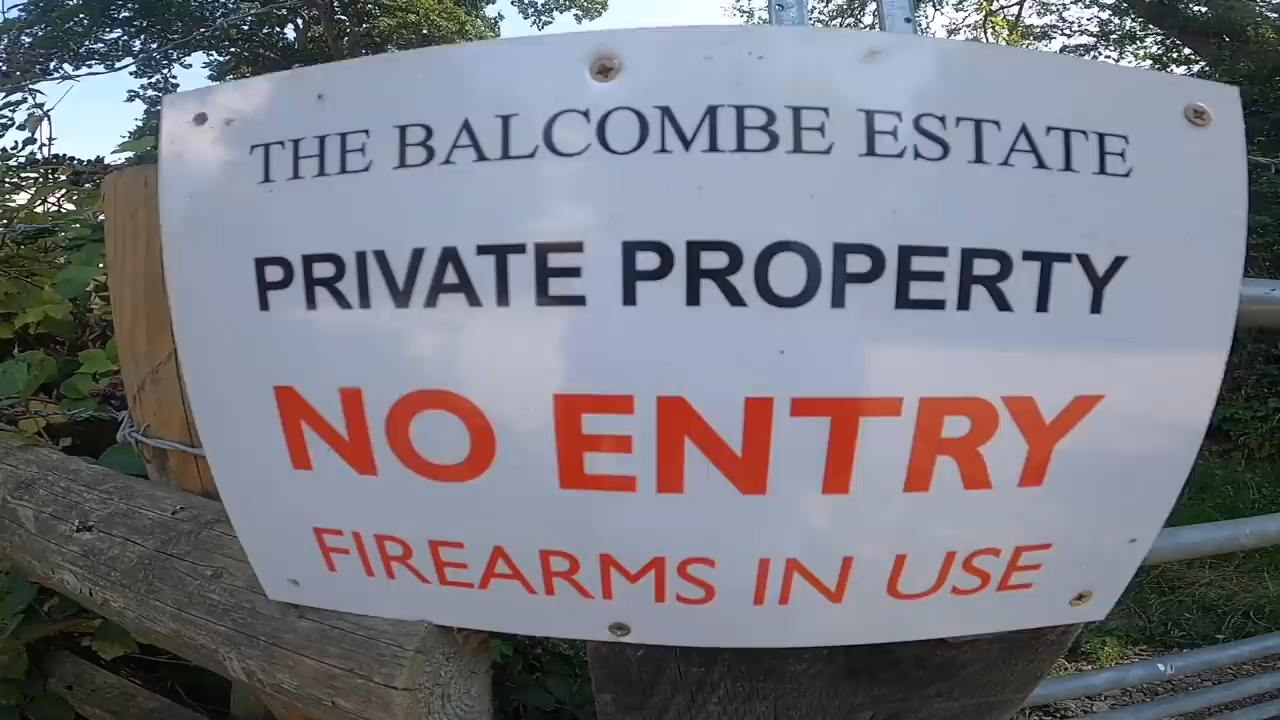 THE BALCOMBE ESTATE
PRIVATE PROPERTY
NO ENTRY
FIREARMS IN USE